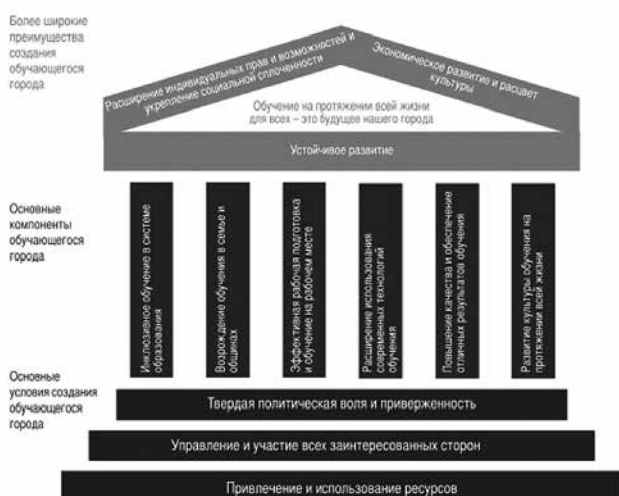 Более широкие
преимущества
создания
обучающегося
города
Расширение индивидуальных прав и возможностей и
укрепление социальной сплоченности
Экономическое развитие и расцвет
культуры
Обучение на протяжении всей жизни
для всех – это будущее нашего города
Устойчивое развитие
Основные
компоненты
обучающегося
города
Инклюзивное обучение в системе
образования
Возрождение обучения в семье и
общинах
Эффективная рабочая подготовка
и обучение на рабочем месте
Расширение использования
современных технологий
обучения
Повышение качества и обеспечение
отличных результатов обучения
Развитие культуры обучения на
протяжении всей жизни
Основные
условия создания
обучающегося
города
Твердая политическая воля и приверженность
Управление и участие всех заинтересованных сторон
Привлечение и использование ресурсов